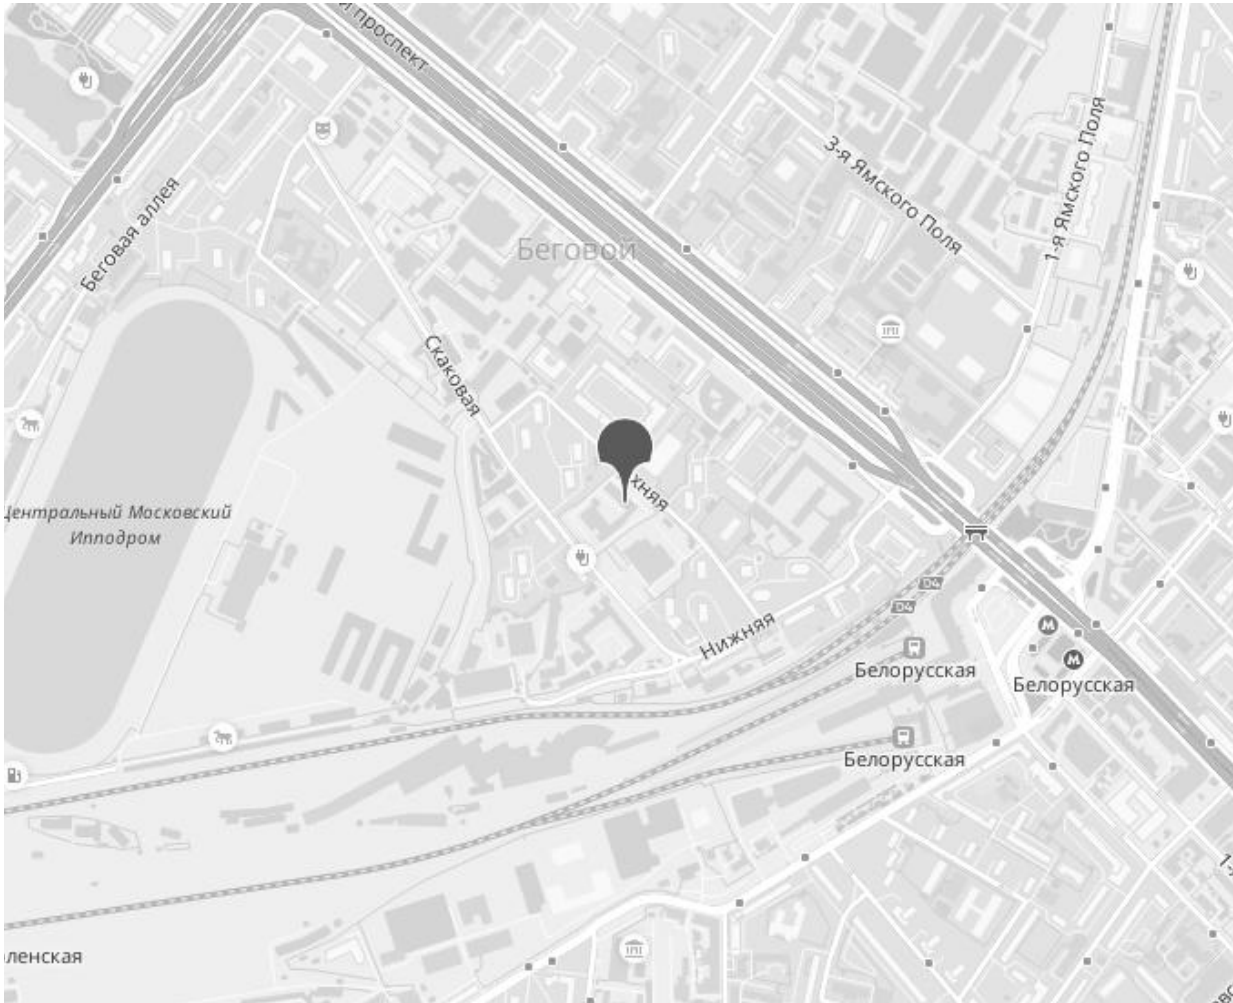 й проспект
3-я Ямского Поля
1-я Ямского Поля
Беговая аллея
Беговой
Скаковая
хняя
Центральный Московский
Ипподром
D4
D4
Нижняя
Белорусская
М
М
Белорусская
Белорусская
ленская